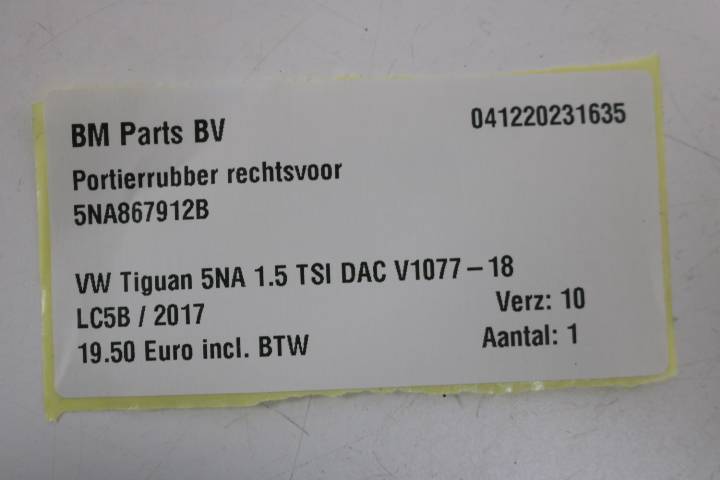 BM Parts BV 041220231635
Portierrubber rechtsvoor
5NA867912B
VW Tiguan 5NA 1.5 TSI DAC V1077-18
LC5B / 2017 Verz: 10
19.50 Euro incl. BTW Aantal: 1